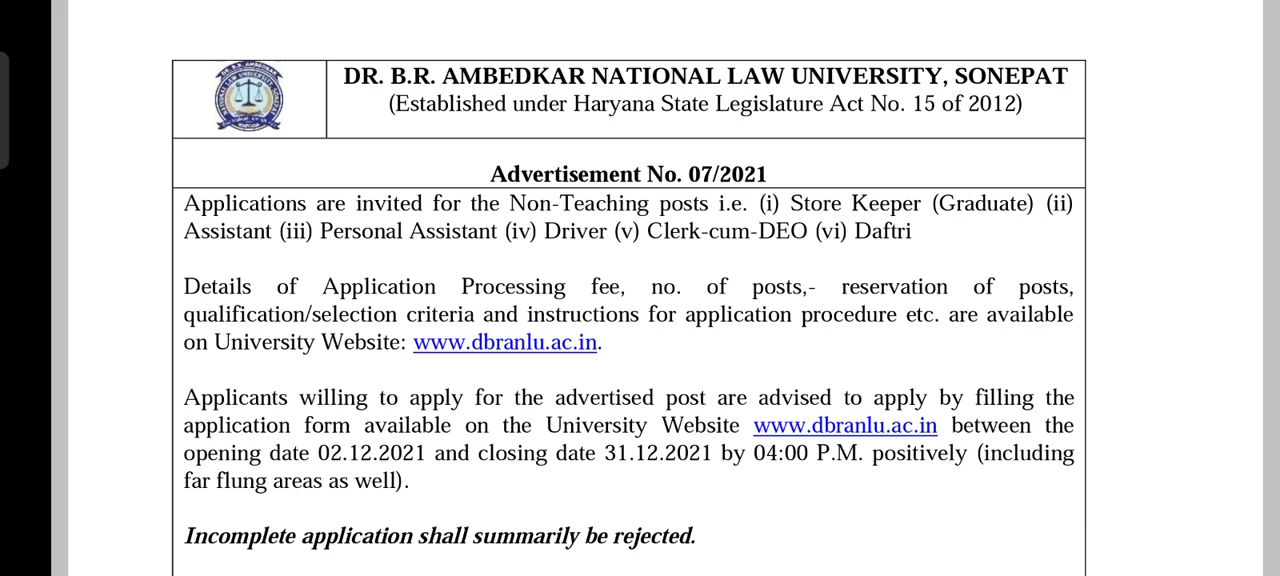 DR. B.R. AMBEDKAR NATIONAL LAW UNIVERSITY, SONEPAT
(Established under Haryana State Legislature Act No. 15 of 2012)
Advertisement No. 07/2021
Applications are invited for the Non-Teaching posts i.e. (i) Store Keeper (Graduate) (ii)
Assistant (iii) Personal Assistant (iv) Driver (v) Clerk-cum-DEO (vi) Daftri
Details of Application Processing fee, no. of posts,- reservation of posts,
qualification/selection criteria and instructions for application procedure etc. are available
on University Website: www.dbranlu.ac.in.
Applicants willing to apply for the advertised post are advised to apply by filling the
application form available on the University Website www.dbranlu.ac.in between the
opening date 02.12.2021 and closing date 31.12.2021 by 04:00 P.M. positively (including
far flung areas as well).
Incomplete application shall summarily be rejected.